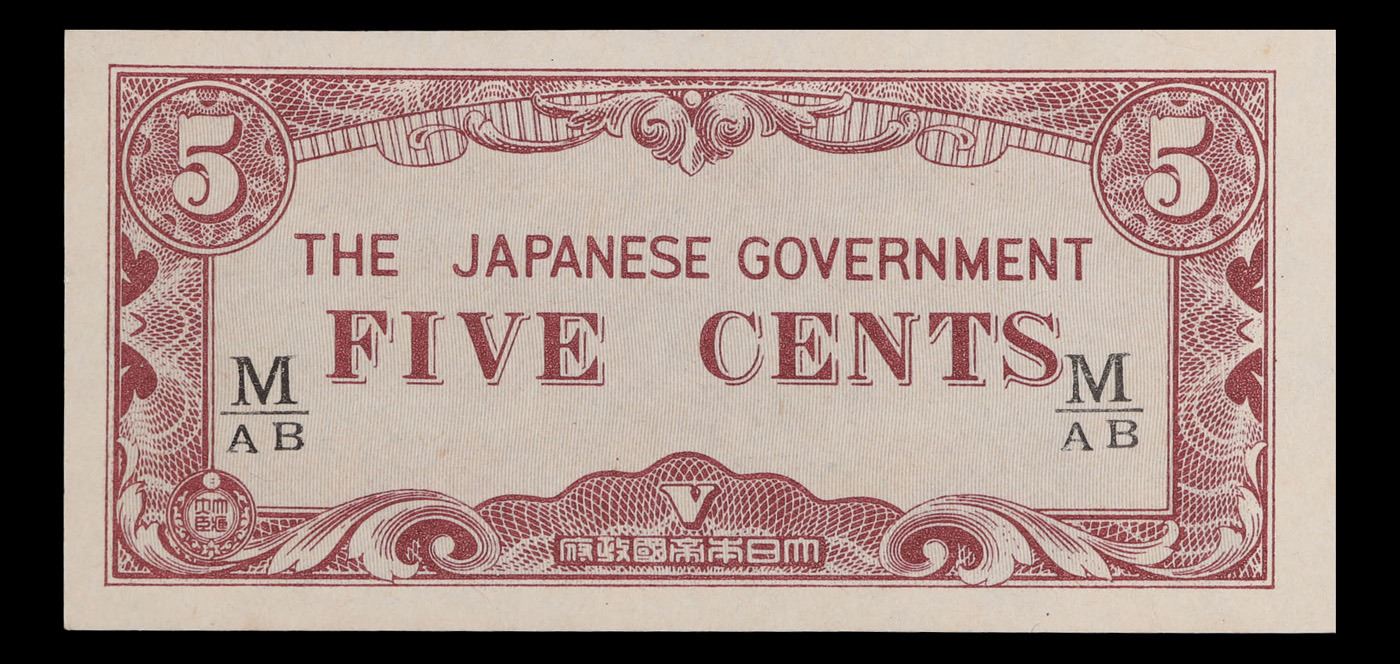 5 5
THE JAPANESE GOVERNMENT
FIVE CENTS
M M
AB AB
V
府政國帝本日大